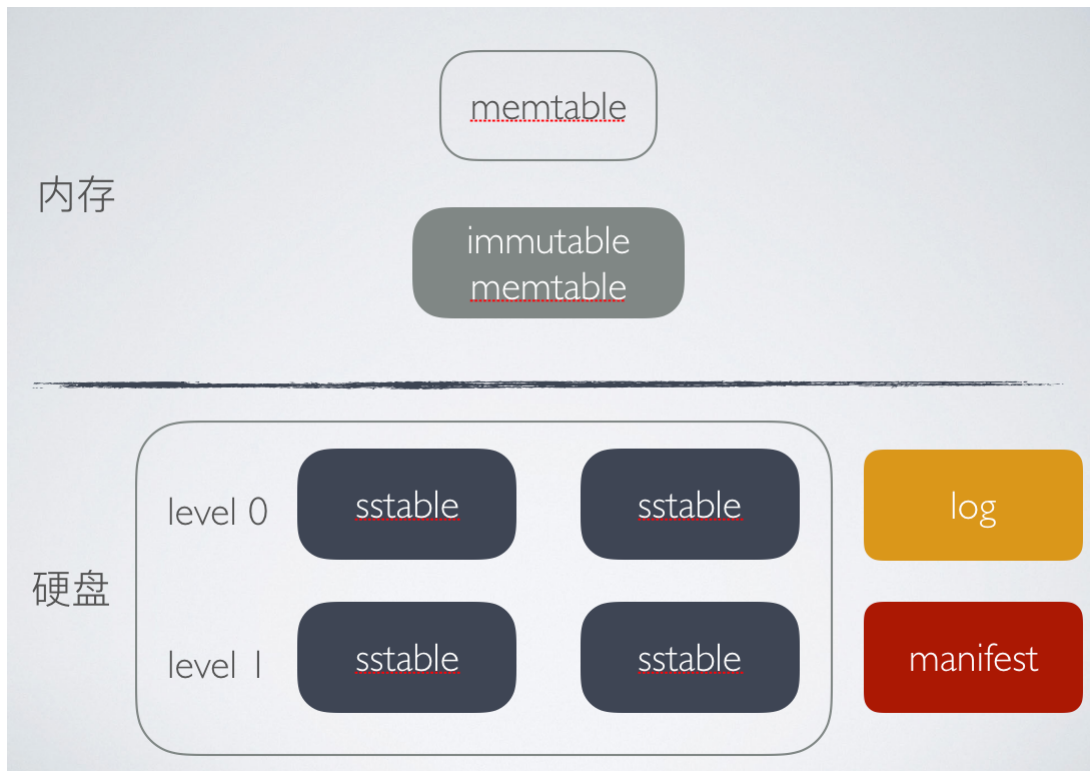 memtable
内存
immutable
memtable
level 0
sstable
sstable
log
硬盘
level 1
sstable
sstable
manifest